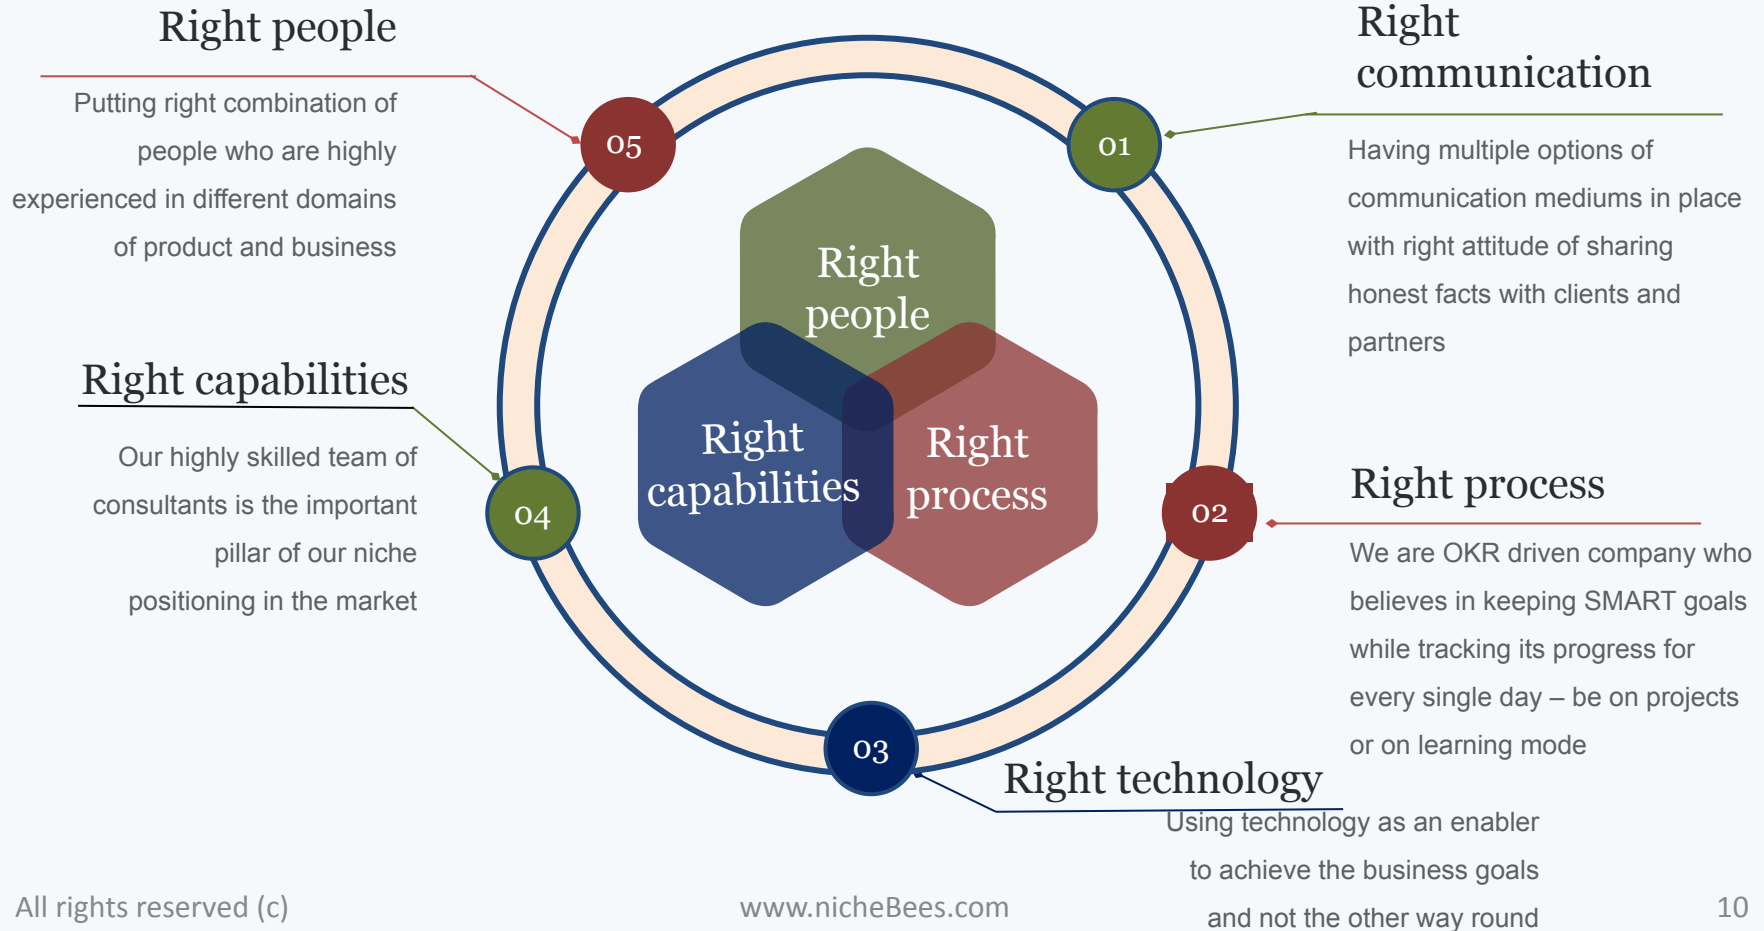 Right people
Putting right combination of
people who are highly
experienced in different domains
of product and business
Right
communication
Having multiple options of
communication mediums in place
with right attitude of sharing
honest facts with clients and
partners
05
01
Right
people
Right capabilities
Our highly skilled team of
consultants is the important
pillar of our niche
positioning in the market
Right
capabilities
Right
process
04
02
Right process
We are OKR driven company who
believes in keeping SMART goals
while tracking its progress for
every single day – be on projects
or on learning mode
03
Right technology
Using technology as an enabler
to achieve the business goals
and not the other way round
All rights reserved (c)
www.nicheBees.com
10